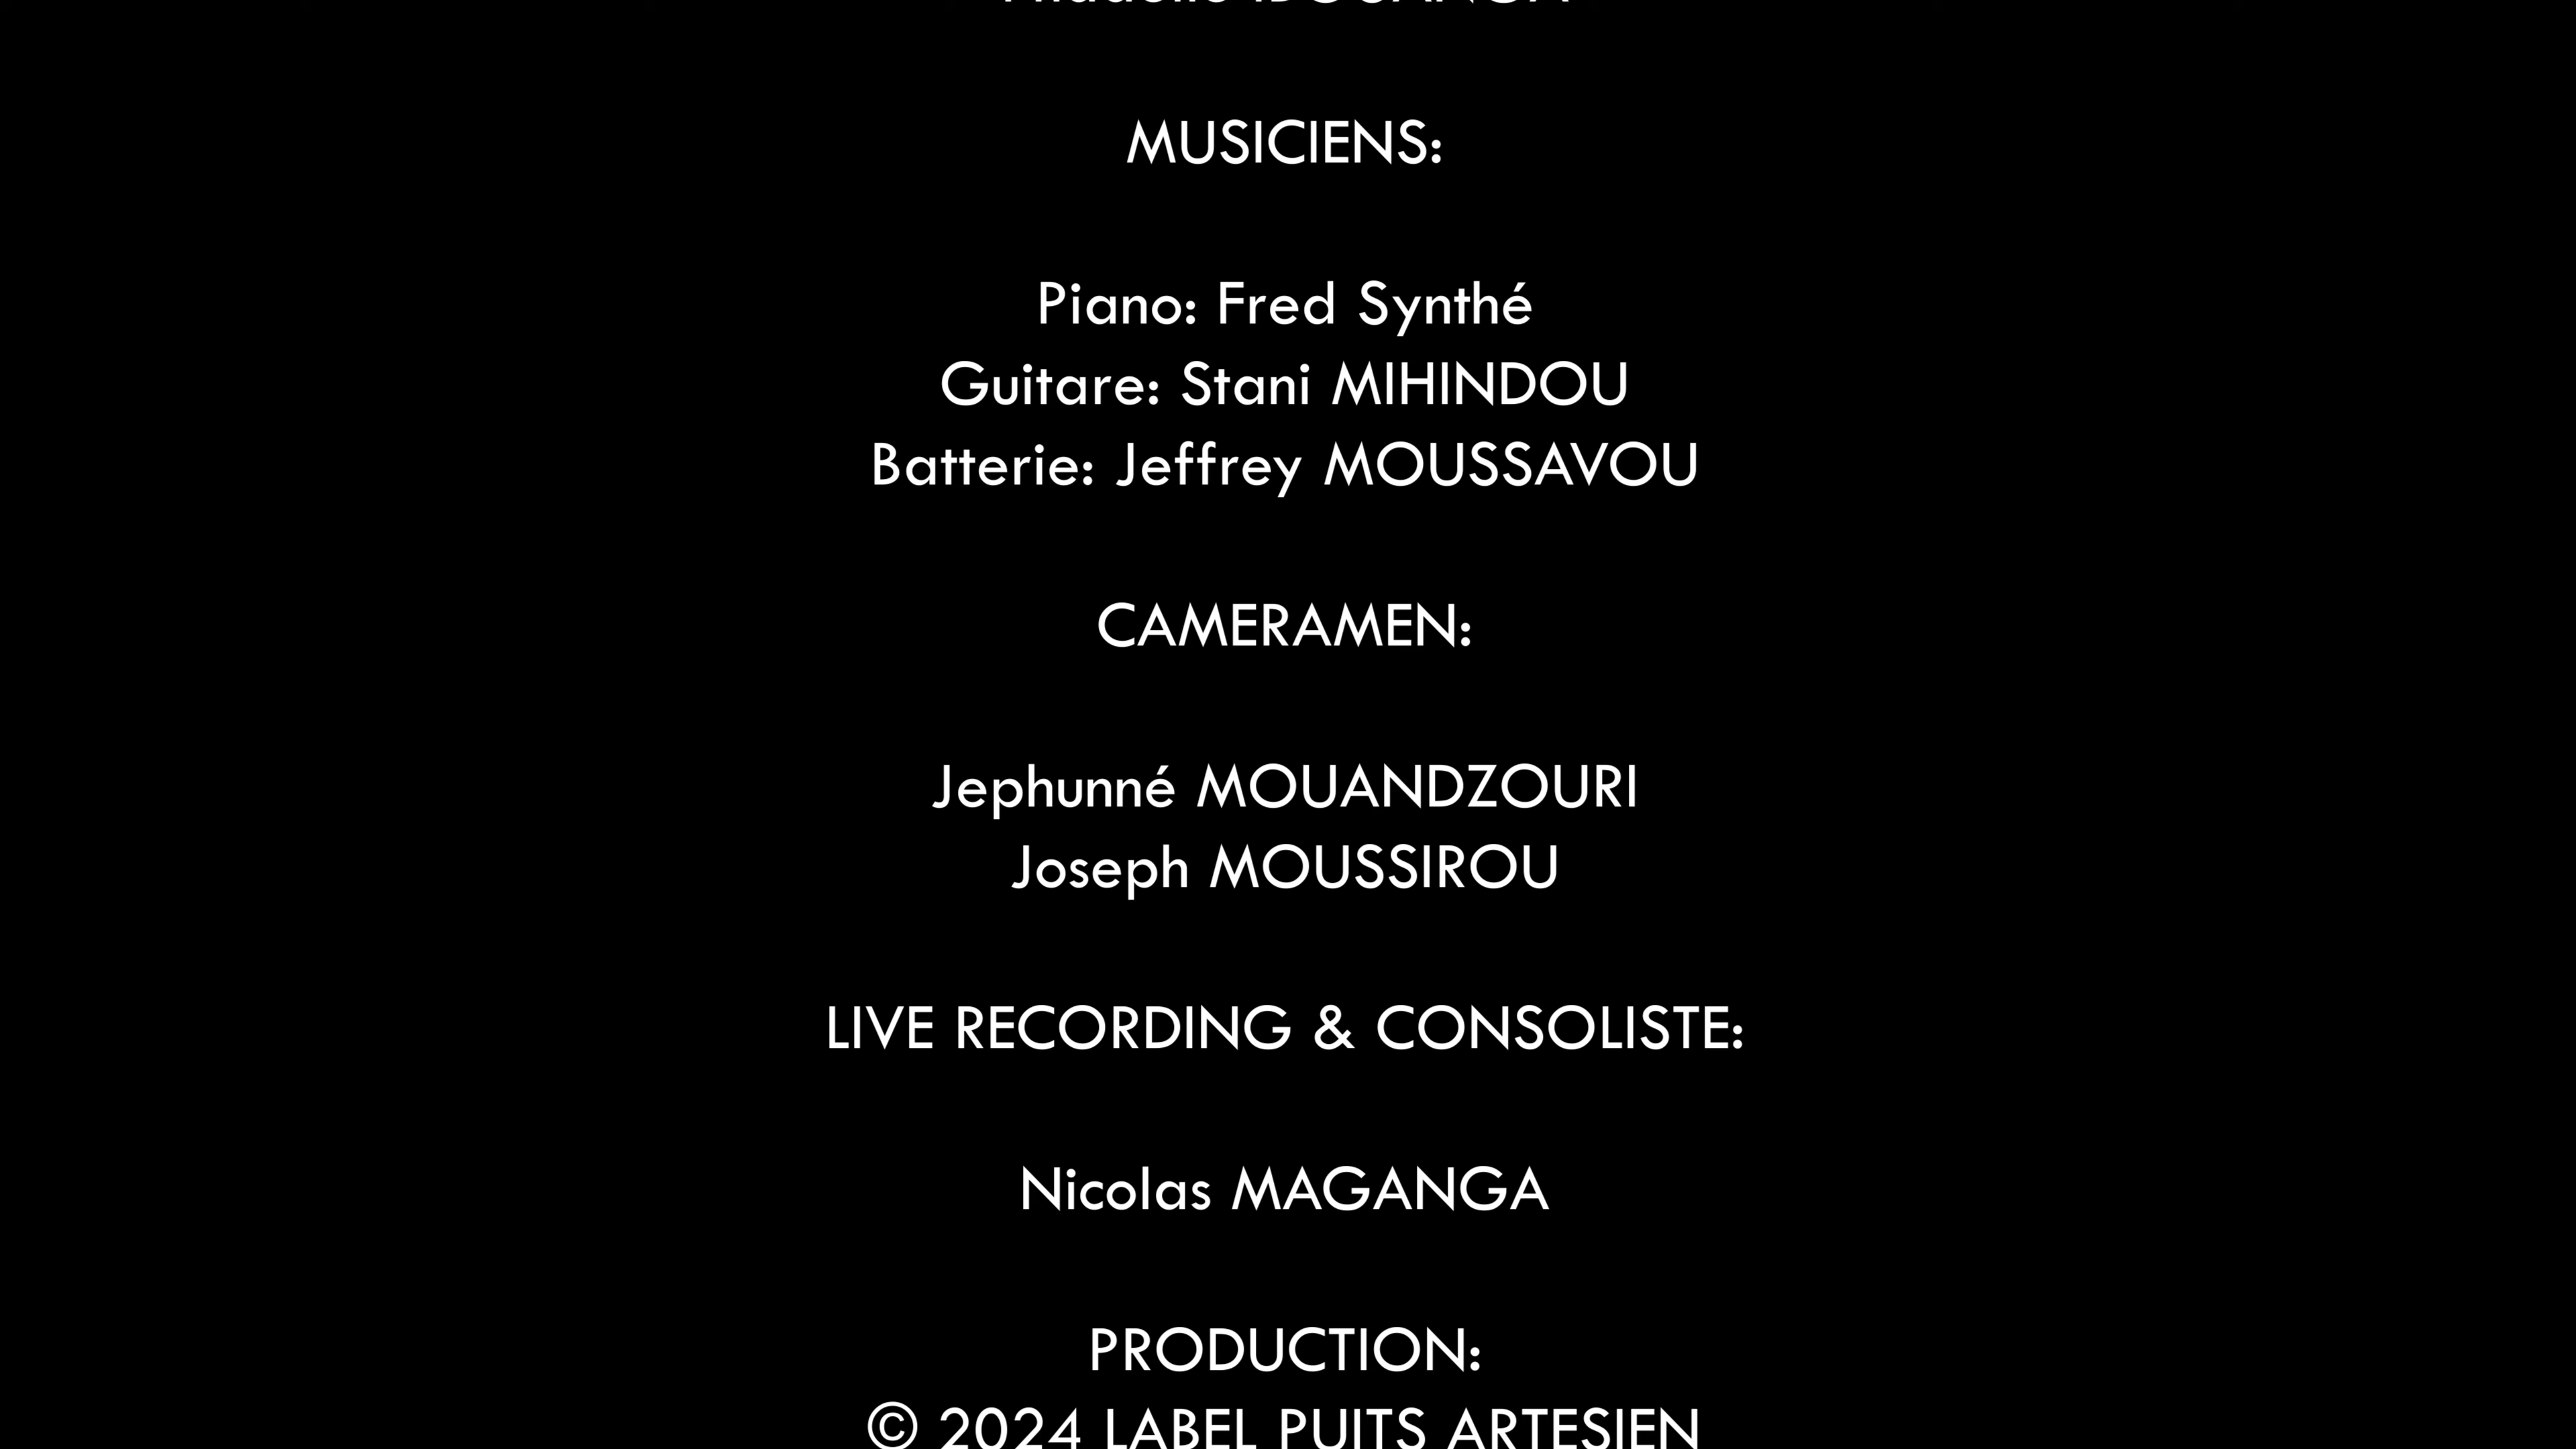 MUSICIENS:
Piano: Fred Synthé
Guitare: Stani MIHINDOU
Batterie: Jeffrey MOUSSAVOU
CAMERAMEN:
Jephunné MOUANDZOURI
Joseph MOUSSIROU
LIVE RECORDING & CONSOLISTE:
Nicolas MAGANGA
PRODUCTION:
© 2024 LABEL PUITS ARTESIEN